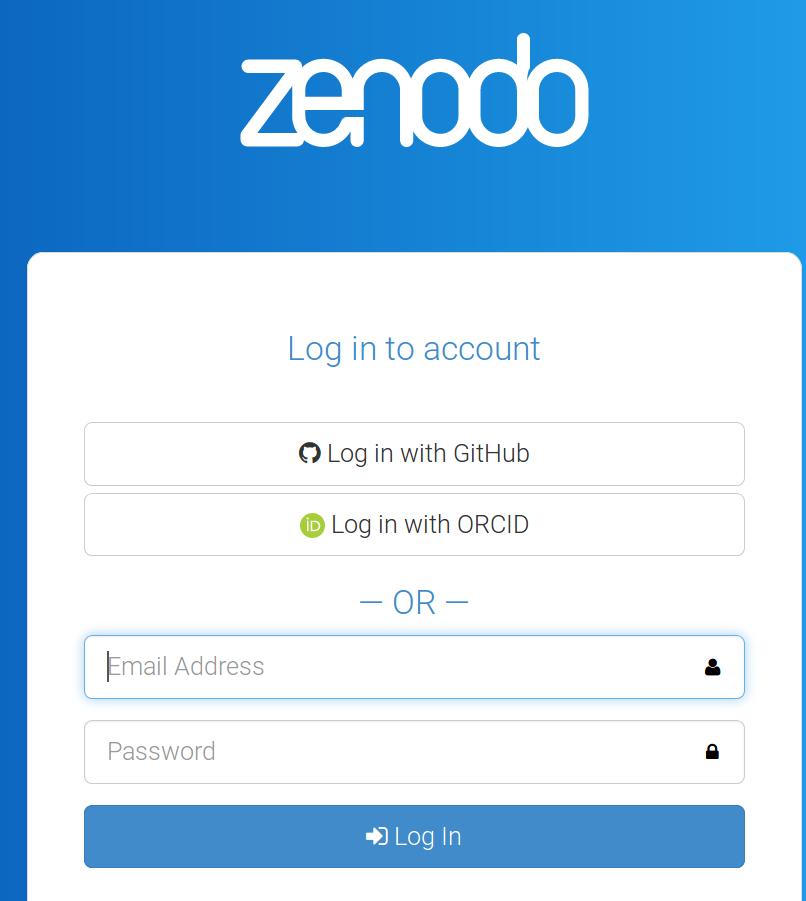 zenodo
Log in to account
Log in with GitHub
iD Log in with ORCID
— OR —
Email Address
Password
Log In